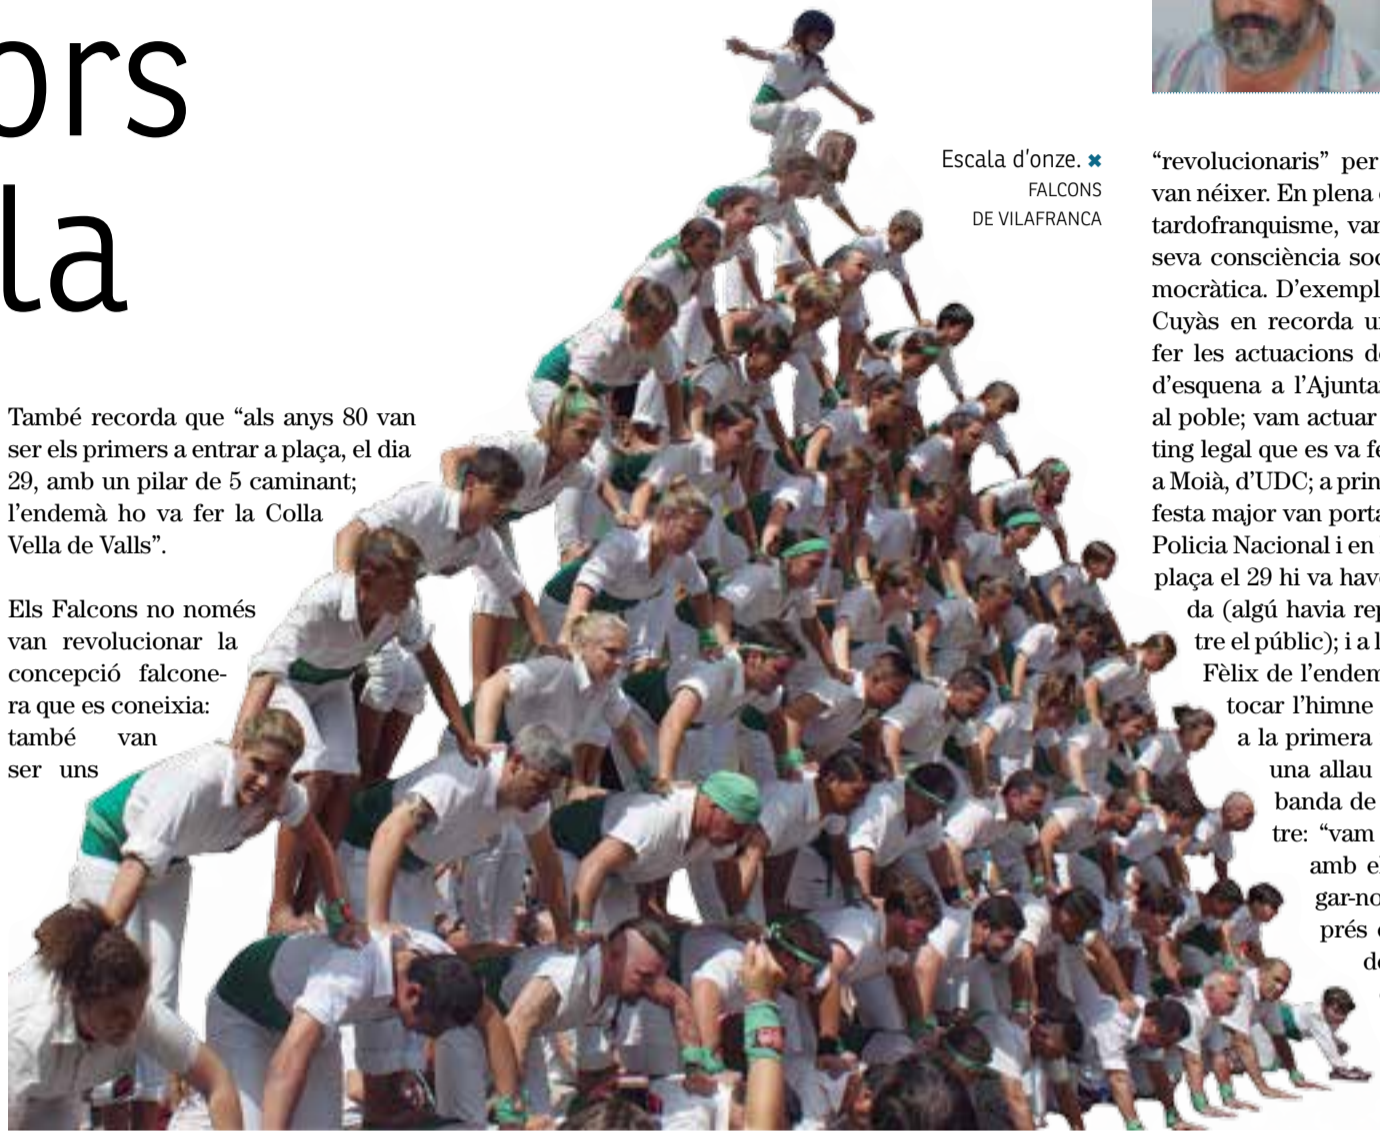 ors
la
També recorda que “als anys 80 van
ser els primers a entrar a plaça, el dia
29, amb un pilar de 5 caminant;
l’endemà ho va fer la Colla
Vella de Valls”.
Els Falcons no només
van revolucionar la
concepció falcone-
ra que es coneixia:
també van
ser uns
Escala d’onze. ✖
FALCONS
DE VILAFRANCA
“revolucionaris” per
van néixer. En plena
tardofranquisme, van
seva consciència soc
mocràtica. D’exempl
Cuyàs en recorda u
fer les actuacions de
d’esquena a l’Ajunta
al poble; vam actuar
ting legal que es va fe
a Moià, d’UDC; a prin
festa major van porta
Policia Nacional i en
plaça el 29 hi va have
da (algú havia rep
tre el públic); i a l
Fèlix de l’endem
tocar l’himne
a la primera
una allau
banda de
tre: “vam
amb el
gar-no
prés
de